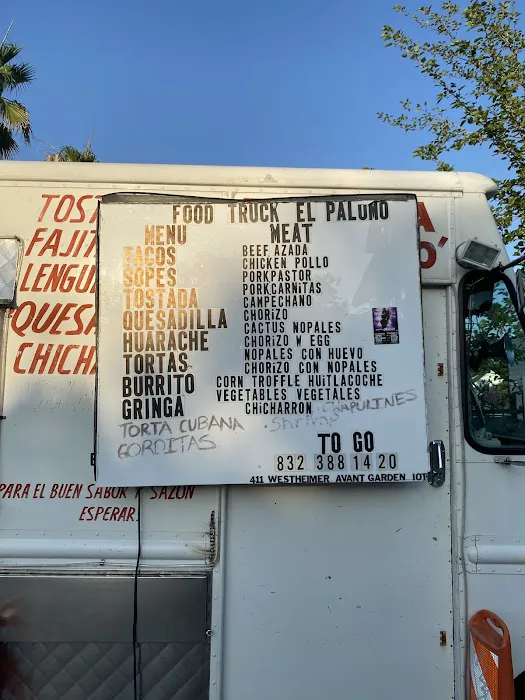 FOOD TRUCK EL PALUMO
MENU
TACOS
SOPES
TOSTADA
QUESADILLA
HUARACHE
TORTAS
BURRITO
GRINGA
TORTA CUBANA
GORDITAS
MEAT
BEEF AZADA
CHICKEN POLLO
PORKPASTOR
PORKCARNiTAS
CAMPECHANO
CHORiZO
CACTUS NOPALES
CHORiZO W EGG
NOPALES CON HUEVO
CHORiZO CON NOPALES
CORN TROFFLE HUiTLACOCHE
VEGETABLES VEGETALES
CHiCHARRON CHAPULINES
Shrimp
TO GO
832 388 1420
411 WESTHEIMER AVANT GARDEN
TOST
FAJIT
LENGU
QUESA
CHICH
PARA EL BUEN SABOR Y SAZON
ESPERAR.